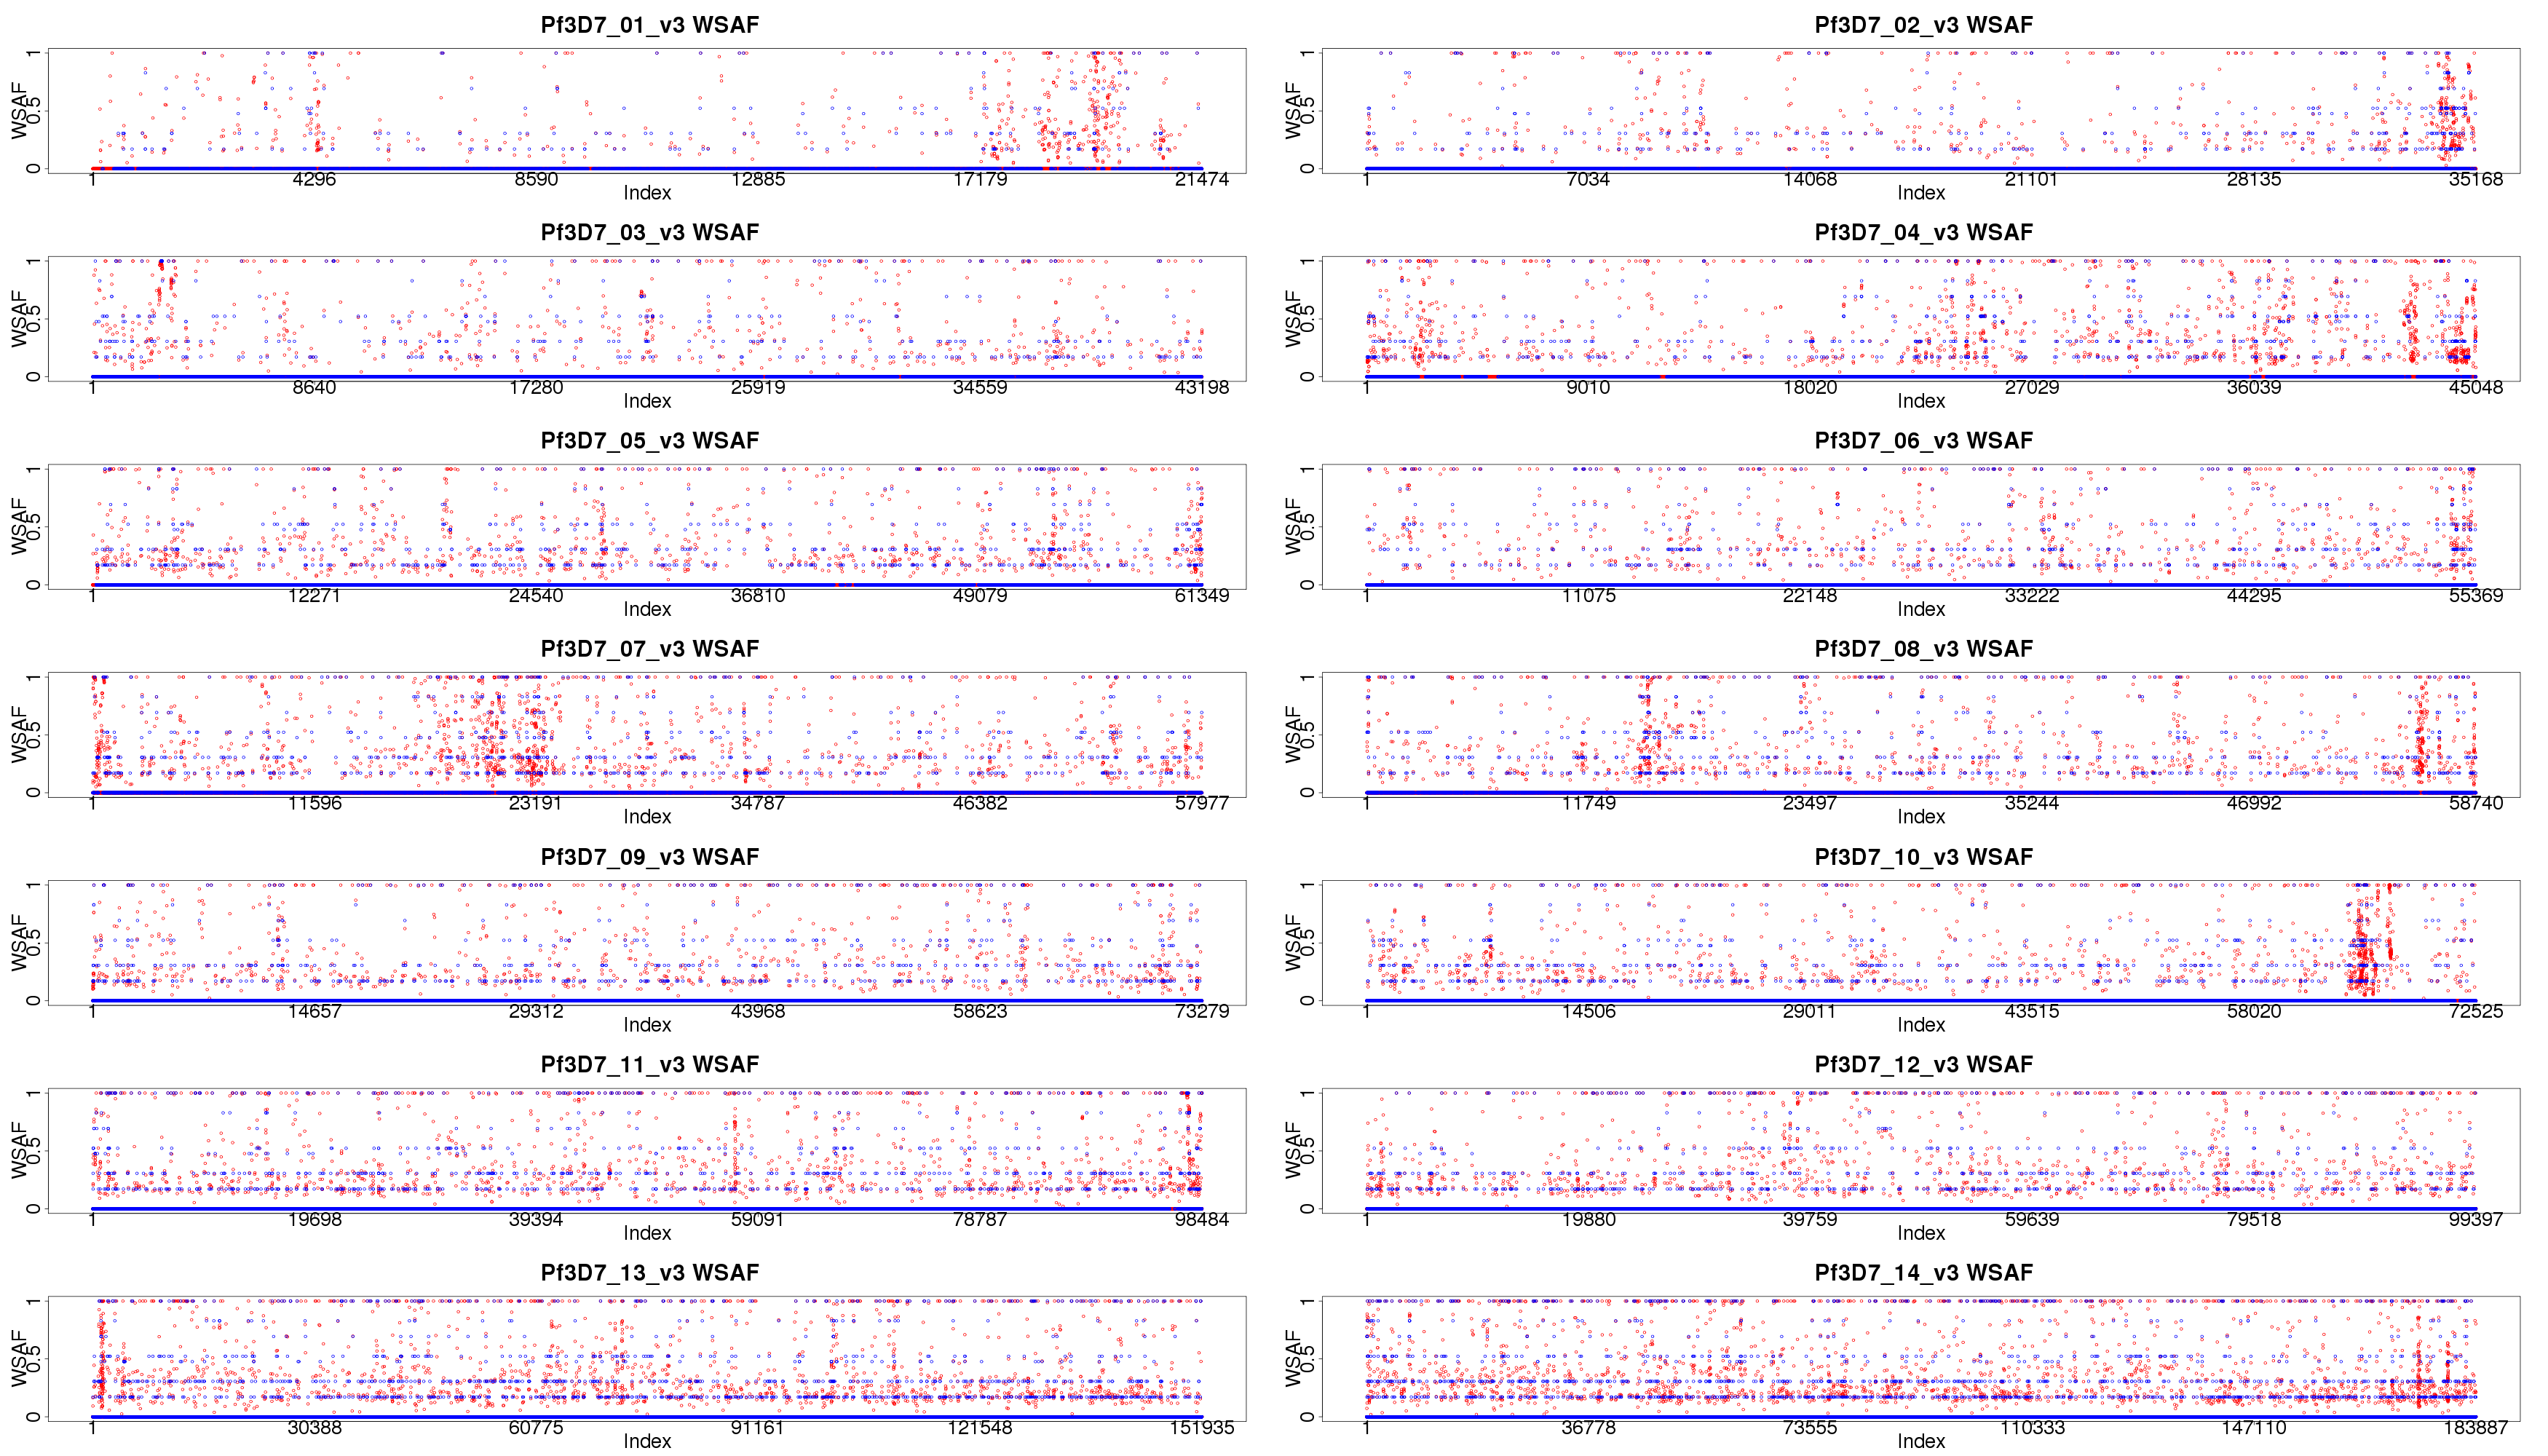 Pf3D7_01_v3 WSAF
WSAF
0 0.5 1
1 4296 8590 12885 17179 21474
Index
Pf3D7_02_v3 WSAF
WSAF
0 0.5 1
1 7034 14068 21101 28135 35168
Index
Pf3D7_03_v3 WSAF
WSAF
0 0.5 1
1 8640 17280 25919 34559 43198
Index
Pf3D7_04_v3 WSAF
WSAF
0 0.5 1
1 9010 18020 27029 36039 45048
Index
Pf3D7_05_v3 WSAF
WSAF
0 0.5 1
1 12271 24540 36810 49079 61349
Index
Pf3D7_06_v3 WSAF
WSAF
0 0.5 1
1 11075 22148 33222 44295 55369
Index
Pf3D7_07_v3 WSAF
WSAF
0 0.5 1
1 11596 23191 34787 46382 57977
Index
Pf3D7_08_v3 WSAF
WSAF
0 0.5 1
1 11749 23497 35244 46992 58740
Index
Pf3D7_09_v3 WSAF
WSAF
0 0.5 1
1 14657 29312 43968 58623 73279
Index
Pf3D7_10_v3 WSAF
WSAF
0 0.5 1
1 14506 29011 43515 58020 72525
Index
Pf3D7_11_v3 WSAF
WSAF
0 0.5 1
1 19698 39394 59091 78787 98484
Index
Pf3D7_12_v3 WSAF
WSAF
0 0.5 1
1 19880 39759 59639 79518 99397
Index
Pf3D7_13_v3 WSAF
WSAF
0 0.5 1
1 30388 60775 91161 121548 151935
Index
Pf3D7_14_v3 WSAF
WSAF
0 0.5 1
1 36778 73555 110333 147110 183887
Index